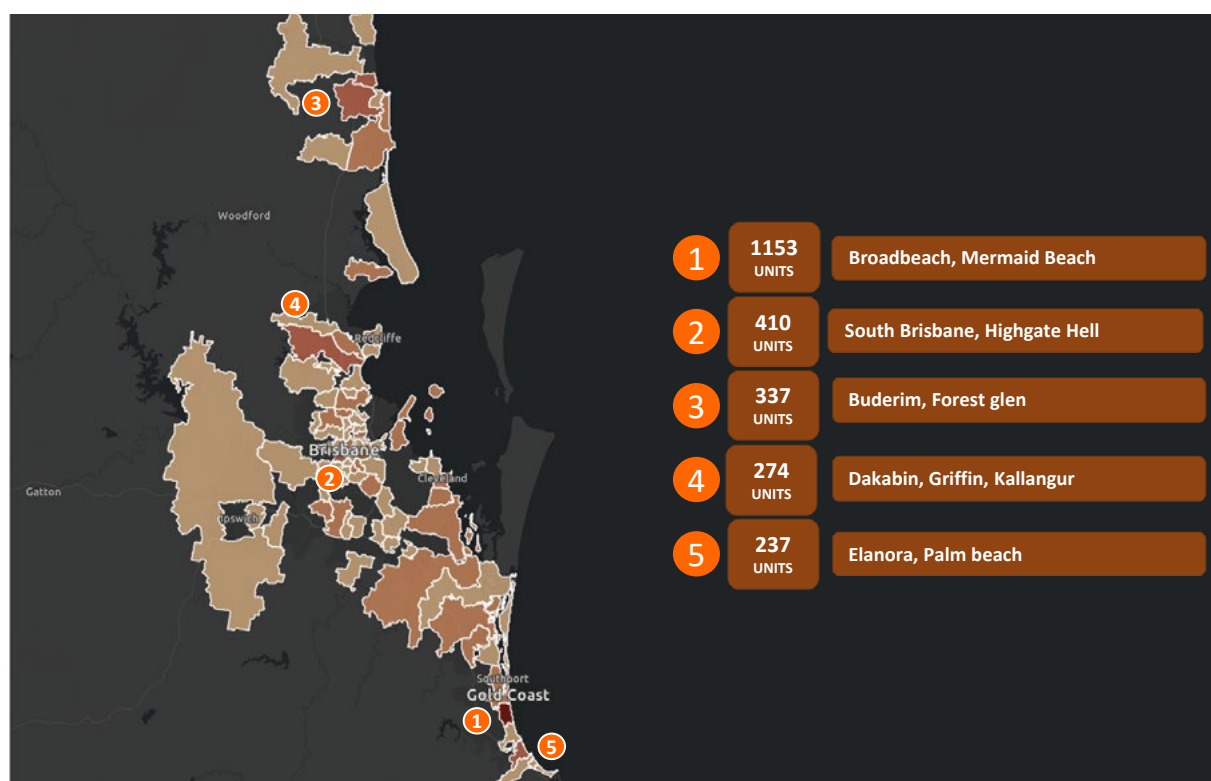 3
Woodford
4
Redcliffe
Brisbane
2
Cleveland
Gatton
Ipswich
Southport
Gold Coast
1
5
1 1153 UNITS Broadbeach, Mermaid Beach
2 410 UNITS South Brisbane, Highgate Hell
3 337 UNITS Buderim, Forest glen
4 274 UNITS Dakabin, Griffin, Kallangur
5 237 UNITS Elanora, Palm beach